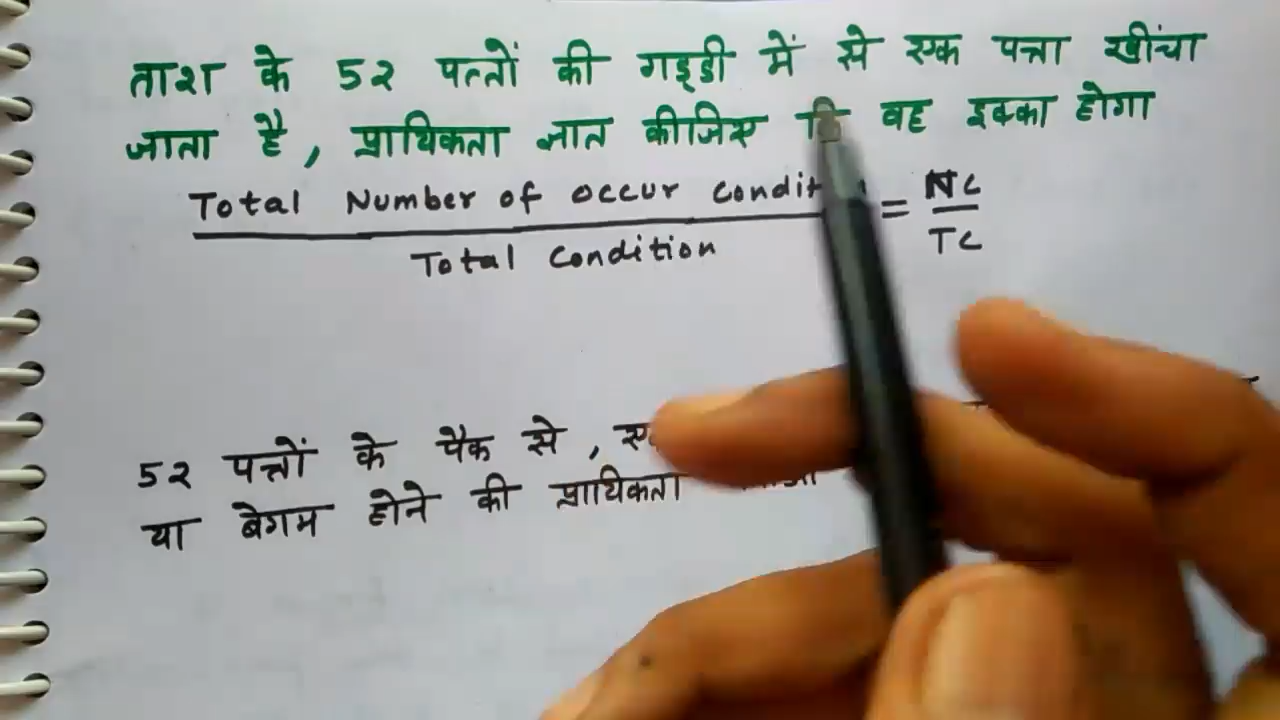 ताश के 52 पत्तों की गड्डी में से एक पत्ता खींचा
जाता है, प्रायिकता ज्ञात कीजिए कि वह इक्का होगा
Total Number of occur
Total Condition
= NC
TC
52 पत्तों के पैक से,
या बेगम होने की प्रायिकता